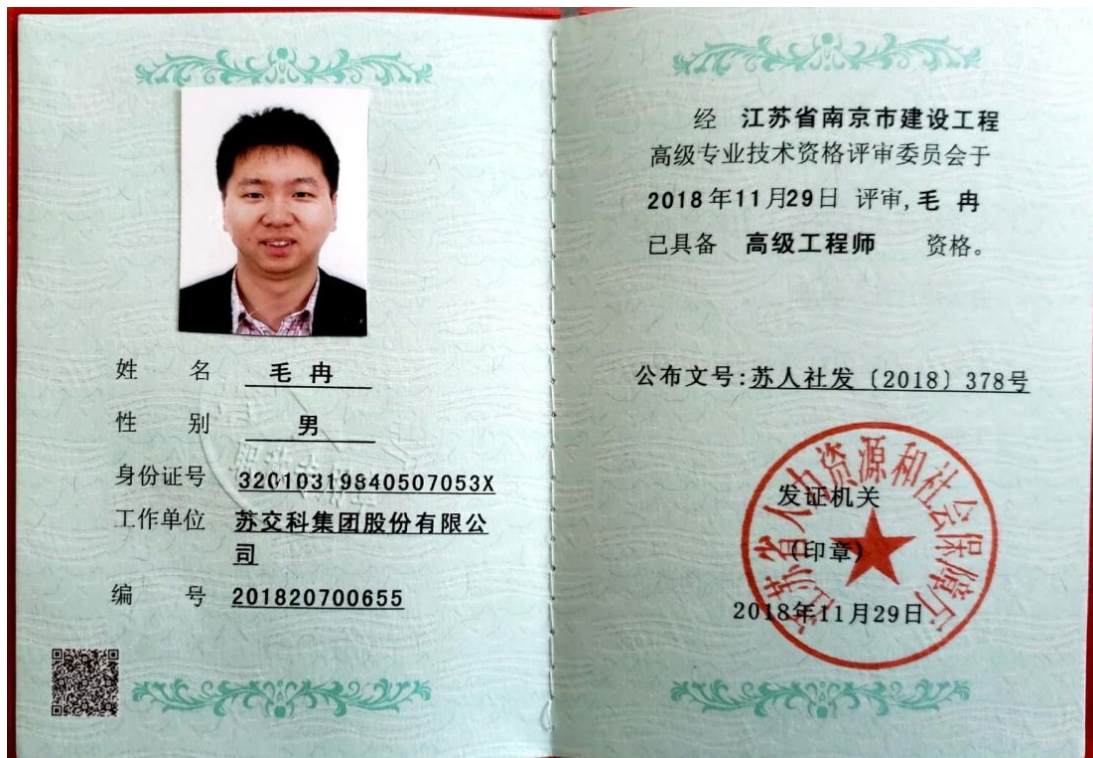 姓 名 毛 冉
性 别 男
身份证号 32010319840507053X
工作单位 苏交科集团股份有限公
司
编 号 201820700655
经 江苏省南京市建设工程
高级专业技术资格评审委员会于
2018年11月29日 评审,毛 冉
已具备 高级工程师 资格。
公布文号:苏人社发〔2018〕378号
江苏省人力资源和社会保障厅
发证机关
(印章)
2018年11月29日